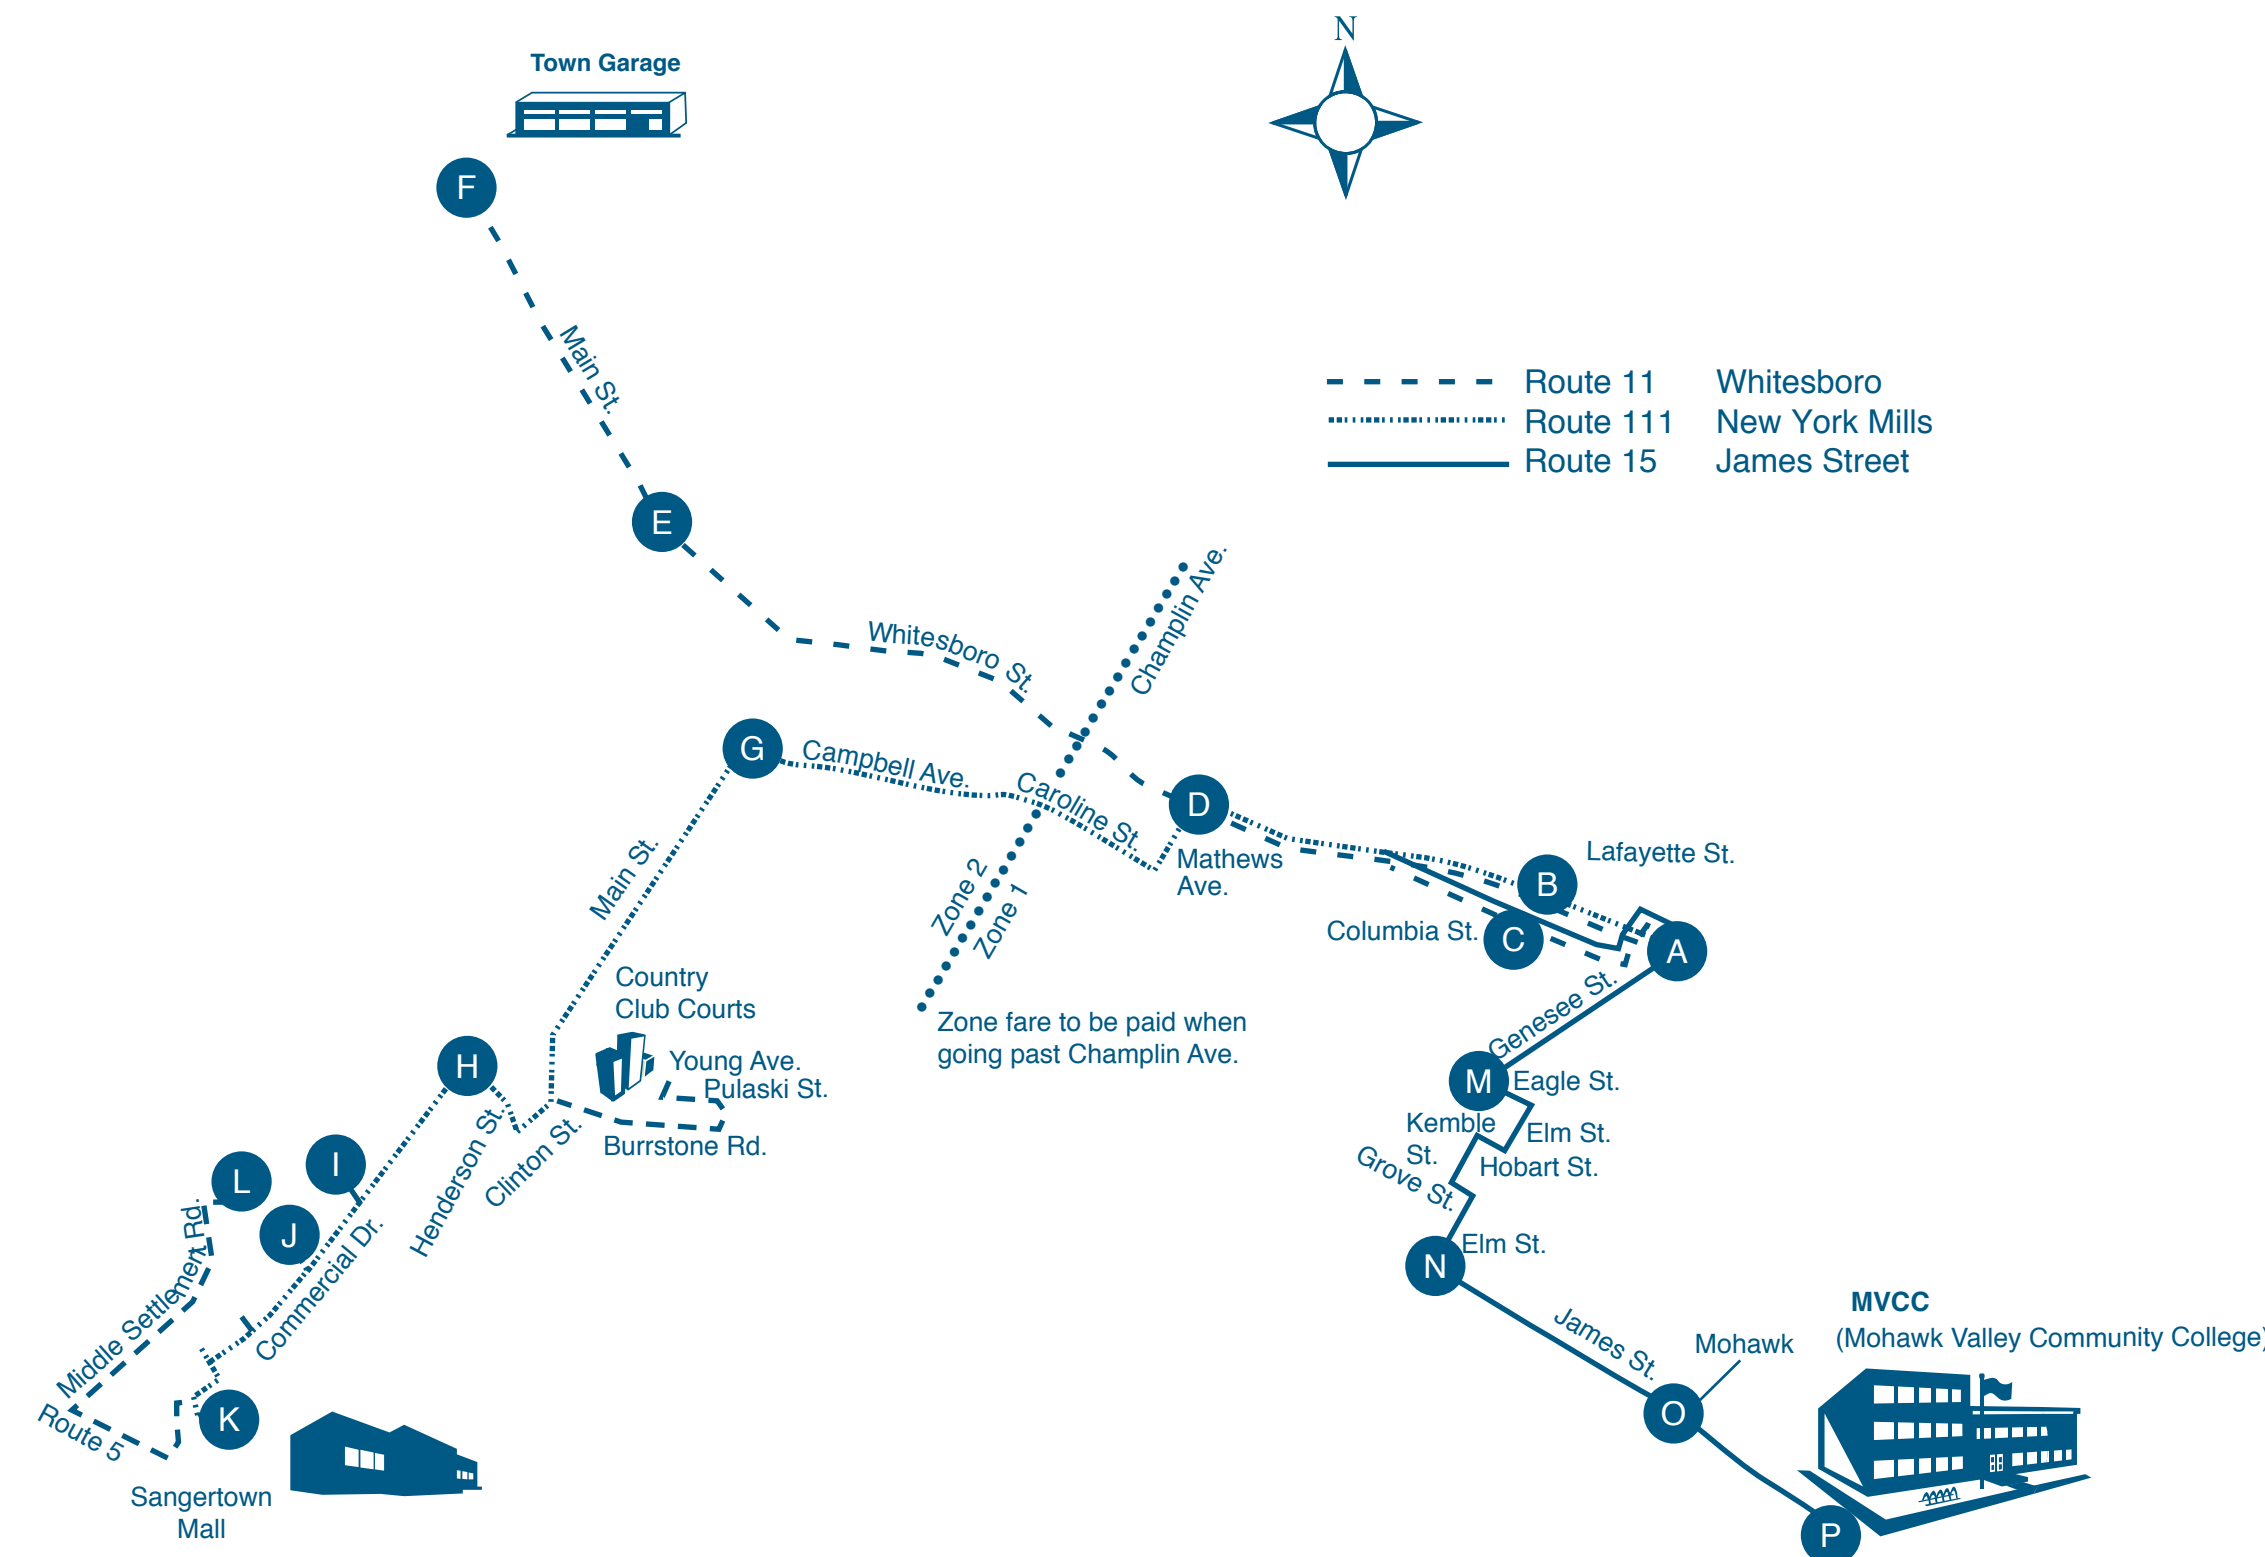 N
Town Garage
F
Main St.
Route 11 Whitesboro
Route 111 New York Mills
Route 15 James Street
E
Champlin Ave.
Whitesboro St.
G
Campbell Ave.
Caroline St.
D
Mathews
Ave.
B
Lafayette St.
Main St.
Zone 2
Zone 1
Columbia St.
C
A
Country
Club Courts
Zone fare to be paid when
going past Champlin Ave.
Genesee St.
H
Young Ave.
Pulaski St.
M
Eagle St.
Kemble
St.
Elm St.
Burrstone Rd.
Henderson St.
Clinton St.
Hobart St.
Grove St.
L
I
J
Middle Settlement Rd.
Commercial Dr.
N
Elm St.
MVCC
(Mohawk Valley Community College)
James St.
Mohawk
Route 5
K
O
Sangertown
Mall
P